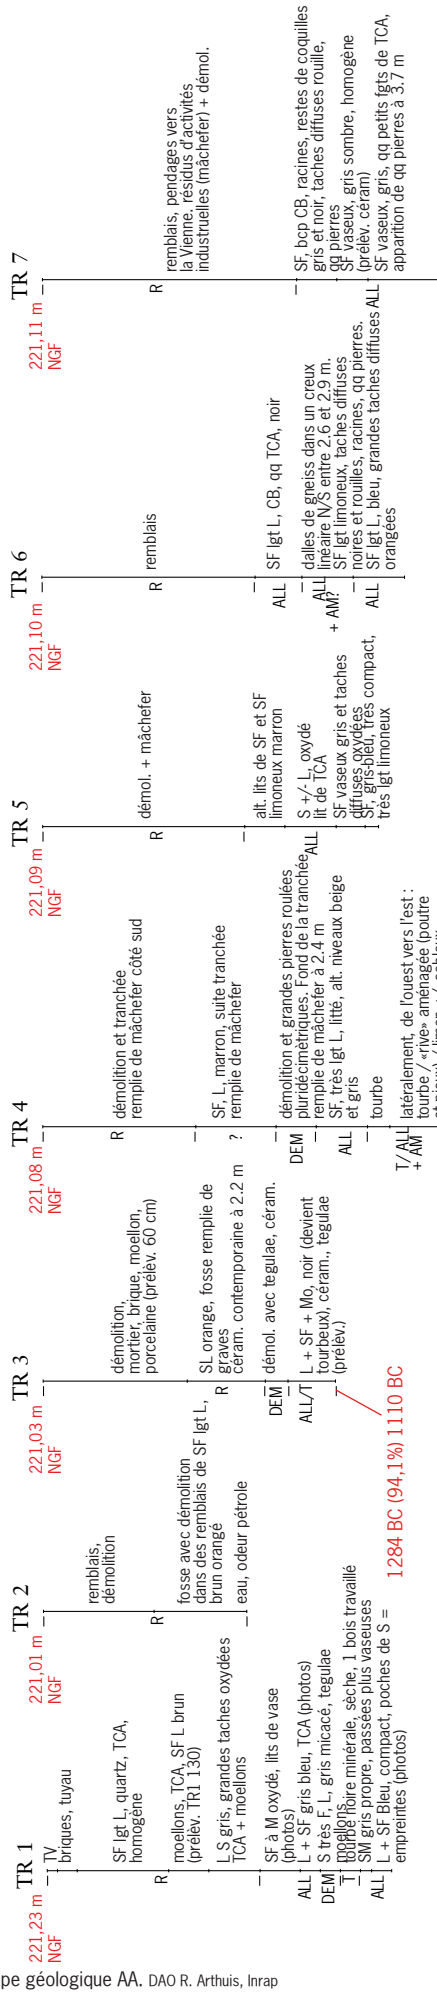 TR 1
221,23 m
NGF
TV
briques, tuyau
SF lgt L, quartz, TCA,
homogène
R
moellons, TCA, SF L brun
(prélev. TR1 130)
L S gris, grandes taches oxydées
TCA + moellons
SF à M oxydé, lits de vase
(photos)
ALL
L + SF gris bleu, TCA (photos)
DEM
S très F, L, gris micacé, tegulae
moellons
T
tourbe noire minérale, sèche, 1 bois travaillé
SM gris propre, passées plus vaseuses
ALL
L + SF Bleu, compact, poches de S =
empreintes (photos)
TR 2
221,01 m
NGF
remblais,
démolition
R
fosse avec démolition
dans des remblais de SF lgt L,
brun orangé
eau, odeur pétrole
TR 3
221,03 m
NGF
démolition,
mortier, brique, moellon,
porcelaine (prélev. 60 cm)
SL orange, fosse remplie de
graves
R
céram. contemporaine à 2.2 m
DEM
démol. avec tegulae, céram.
ALL/T
L + SF + Mo, noir (devient
tourbeux), céram., tegulae
(prélev.)
1284 BC (94,1%) 1110 BC
TR 4
221,08 m
NGF
démolition et tranchée
remplie de mâchefer côté sud
R
SF, L, marron, suite tranchée
remplie de mâchefer
?
démolition et grandes pierres roulées
pluridécimètriques. Fond de la tranchée
remplie de mâchefer à 2.4 m
DEM
SF, très lgt L, litté, alt. niveaux beige
et gris
ALL
tourbe
T/ ALL
+ AM
latéralement, de l'ouest vers l'est :
tourbe / «rive» aménagée (poutre
TR 5
221,09 m
NGF
démol. + mâchefer
R
alt. lits de SF et SF
limoneux marron
S +/- L, oxydé
lit de TCA
ALL
SF vaseux gris et taches
diffuses oxydées
SF, gris-bleu, très compact,
très lgt limoneux
TR 6
221,10 m
NGF
remblais
R
SF lgt L, CB, qq TCA, noir
ALL
dalles de gneiss dans un creux
linéaire N/S entre 2.6 et 2.9 m.
ALL
+ AM?
SF lgt limoneux, taches diffuses
noires et rouilles, racines, qq pierres.
ALL
SF lgt L, bleu, grandes taches diffuses
orangées
TR 7
221,11 m
NGF
remblai, pendages vers
la Vienne. résidus d'activités
industruelles (mâchefer) + démol.
R
SF, bcp CB, racines, restes de coquilles
gris et noir, taches diffuses rouille,
qq pierres
SF vaseux, gris sombre, homogène
(prélev. céram)
ALL
SF vaseux, gris, qq petits fgts de TCA,
apparition de qq pierres à 3.7 m
pe géologique AA. DAO R. Arthuis, Inrap